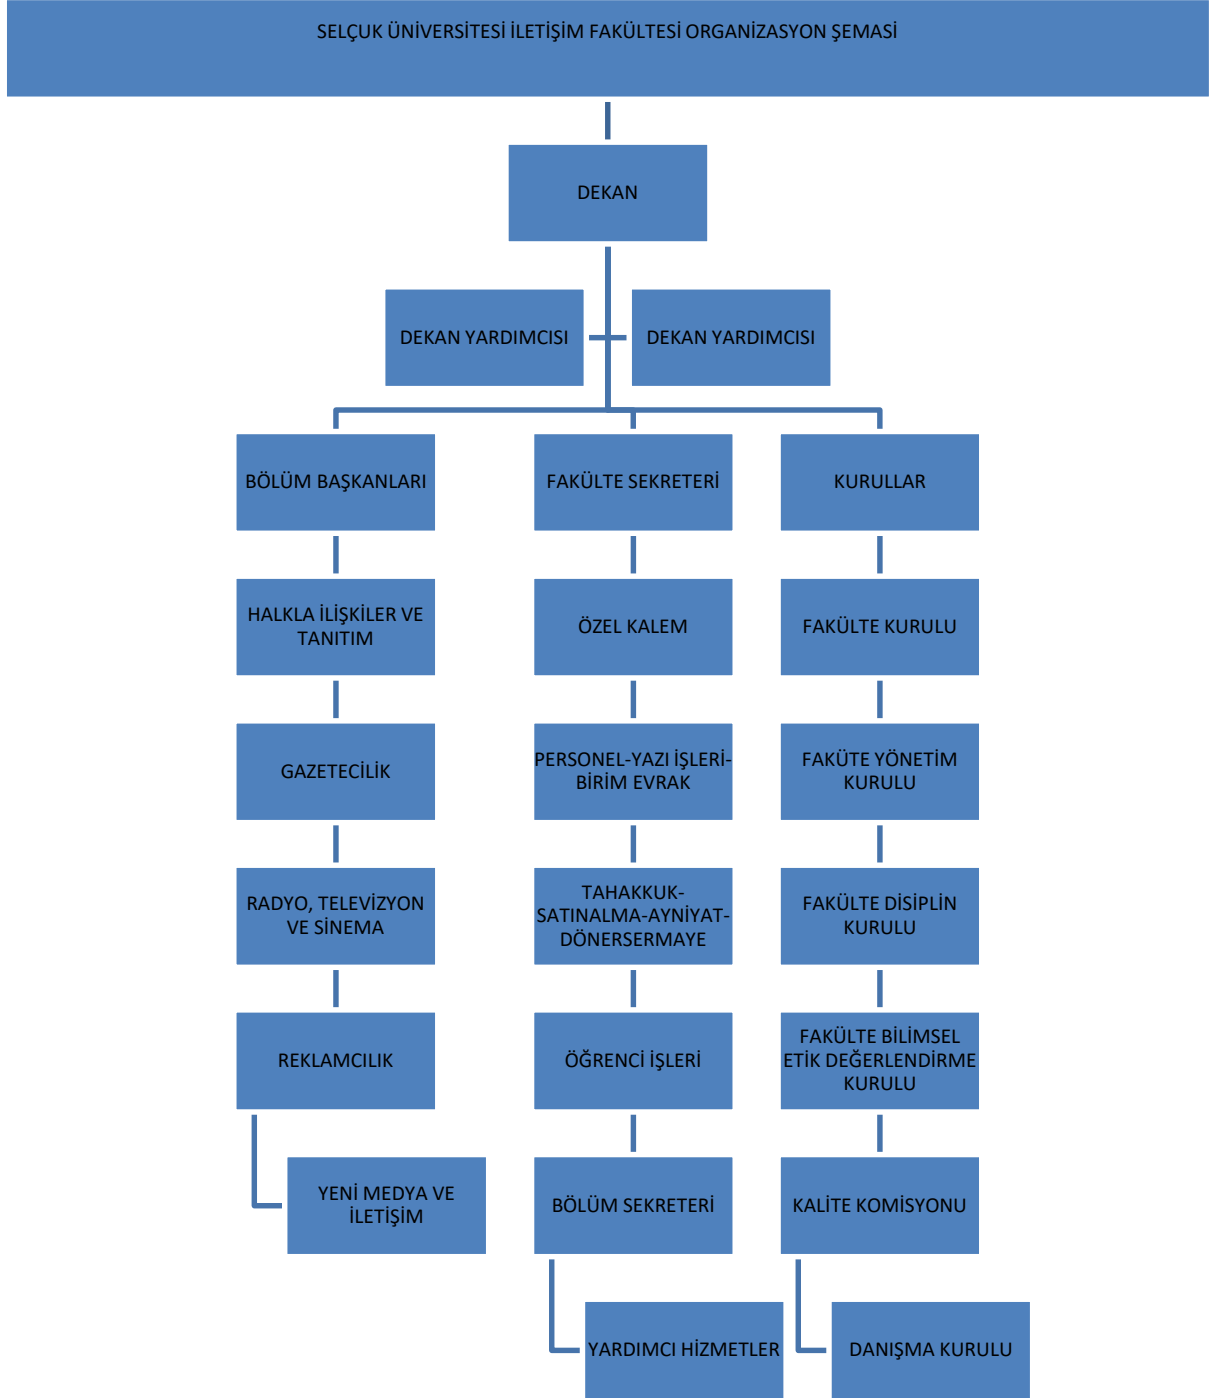 SELÇUK ÜNİVERSİTESİ İLETİŞİM FAKÜLTESİ ORGANİZASYON ŞEMASİ
DEKAN
DEKAN YARDIMCISI
DEKAN YARDIMCISI
BÖLÜM BAŞKANLARI
FAKÜLTE SEKRETERİ
KURULLAR
HALKLA İLİŞKİLER VE
TANITIM
ÖZEL KALEM
FAKÜLTE KURULU
GAZETECİLİK
PERSONEL-YAZI İŞLERİ-
BİRİM EVRAK
FAKÜTE YÖNETİM
KURULU
RADYO, TELEVİZYON
VE SİNEMA
TAHAKKUK-
SATINALMA-AYNİYAT-
DÖNERSERMAYE
FAKÜLTE DİSİPLİN
KURULU
REKLAMCILIK
ÖĞRENCİ İŞLERİ
FAKÜLTE BİLİMSEL
ETİK DEĞERLENDİRME
KURULU
YENİ MEDYA VE
İLETİŞİM
BÖLÜM SEKRETERİ
KALİTE KOMİSYONU
YARDIMCI HİZMETLER
DANIŞMA KURULU